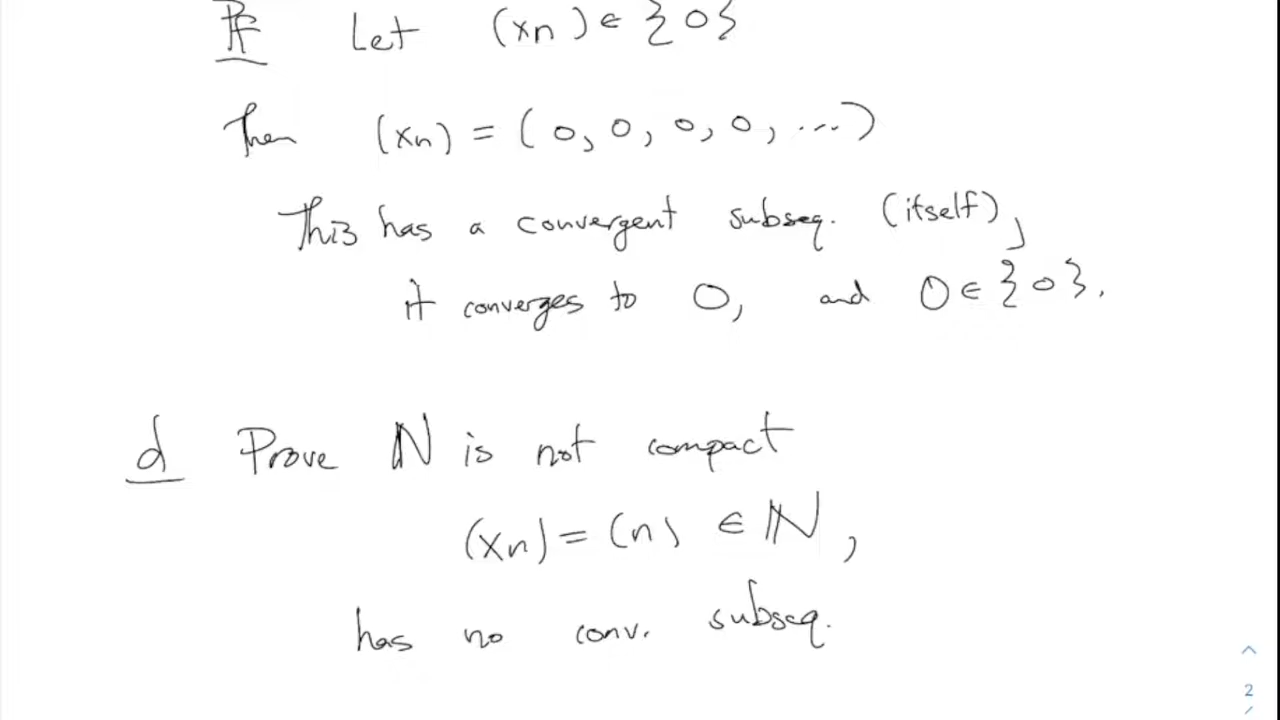 Pf Let (xn) ∈ {0}
Then (xn) = (0, 0, 0, 0, ...)
This has a convergent subseq. (itself),
it converges to 0, and 0 ∈ {0}.
d Prove ℕ is not compact
(xn) = (n) ∈ ℕ,
has no conv. subseq.
2